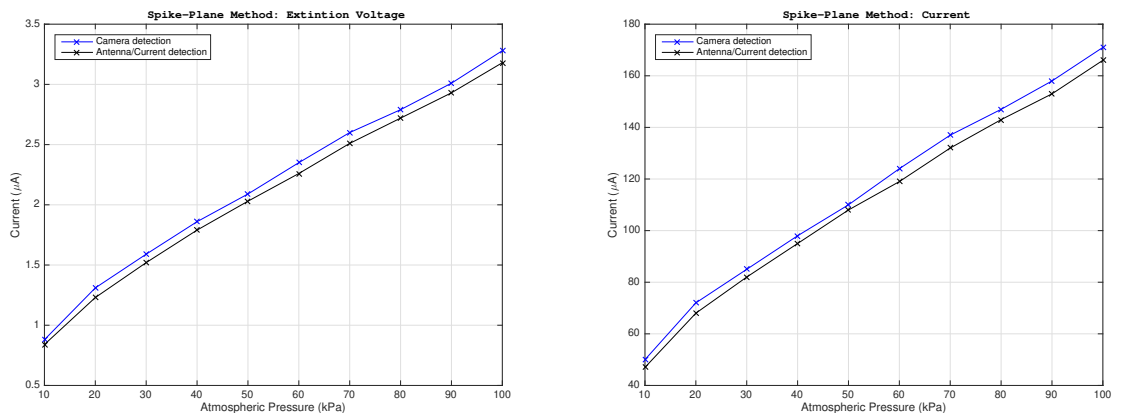 Spike-Plane Method: Extintion Voltage
Camera detection
Antenna/Current detection
Current (μA)
3.5
3
2.5
2
1.5
1
0.5
10 20 30 40 50 60 70 80 90 100
Atmospheric Pressure (kPa)
Spike-Plane Method: Current
Camera detection
Antenna/Current detection
Current (μA)
180
160
140
120
100
80
60
40
10 20 30 40 50 60 70 80 90 100
Atmospheric Pressure (kPa)